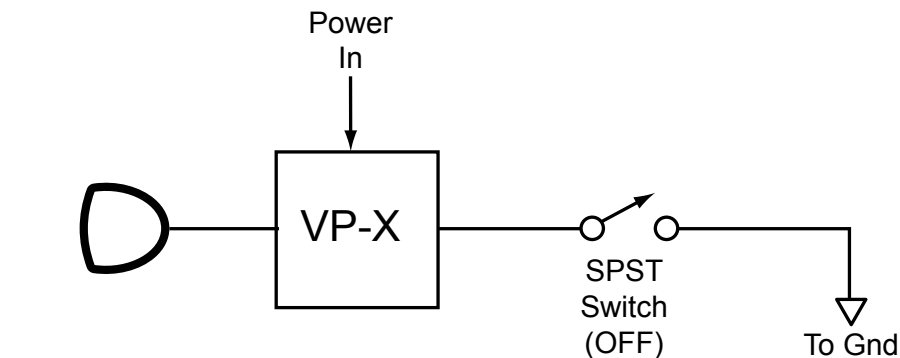 Power
In
VP-X
SPST
Switch
(OFF)
To Gnd